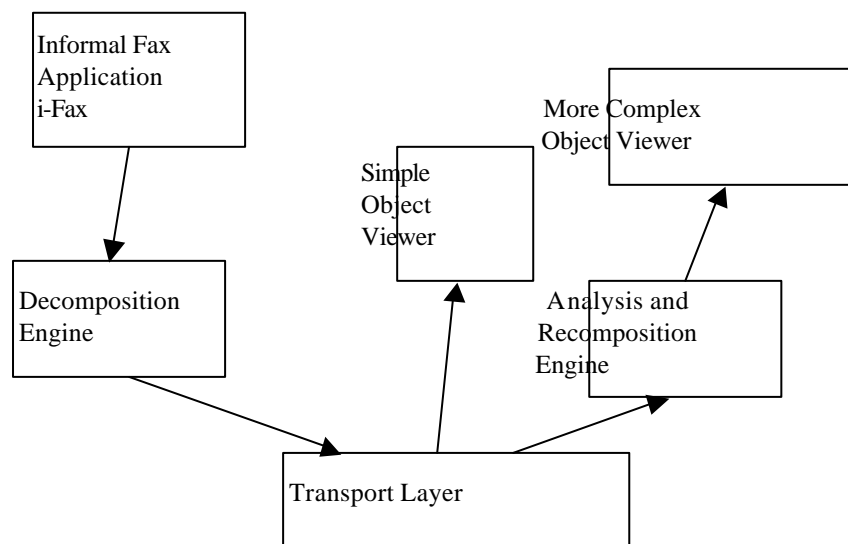 Informal Fax
Application
i-Fax
More Complex
Object Viewer
Simple
Object
Viewer
Decomposition
Engine
Analysis and
Recomposition
Engine
Transport Layer